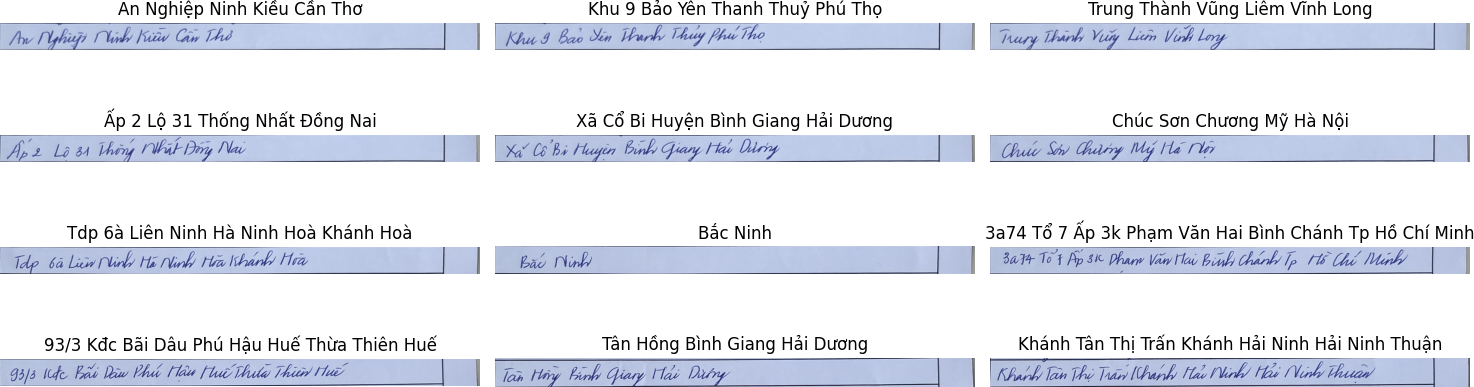 An Nghiệp Ninh Kiều Cần Thơ
An Nghiệp Ninh Kiều Cần Thơ
Khu 9 Bảo Yên Thanh Thuỷ Phú Thọ
Khu 9 Bảo Yên Thanh Thủy Phú Thọ
Trung Thành Vũng Liêm Vĩnh Long
Trung Thành Vũng Liêm Vĩnh Long
Ấp 2 Lộ 31 Thống Nhất Đồng Nai
Ấp 2 Lộ 31 Thống Nhất Đồng Nai
Xã Cổ Bi Huyện Bình Giang Hải Dương
Xã Cổ Bi Huyện Bình Giang Hải Dương
Chúc Sơn Chương Mỹ Hà Nội
Chúc Sơn Chương Mỹ Hà Nội
Tdp 6à Liên Ninh Hà Ninh Hoà Khánh Hoà
Tdp 6à Liên Ninh Hà Ninh Hòa Khánh Hòa
Bắc Ninh
Bắc Ninh
3a74 Tổ 7 Ấp 3k Phạm Văn Hai Bình Chánh Tp Hồ Chí Minh
3a74 Tổ 7 Ấp 3K Phạm Văn Hai Bình Chánh Tp Hồ Chí Minh
93/3 Kđc Bãi Dâu Phú Hậu Huế Thừa Thiên Huế
93/3 Kđc Bãi Dâu Phú Hậu Huế Thừa Thiên Huế
Tân Hồng Bình Giang Hải Dương
Tân Hồng Bình Giang Hải Dương
Khánh Tân Thị Trấn Khánh Hải Ninh Hải Ninh Thuận
Khánh Tân Thị Trấn Khánh Hải Ninh Hải Ninh Thuận